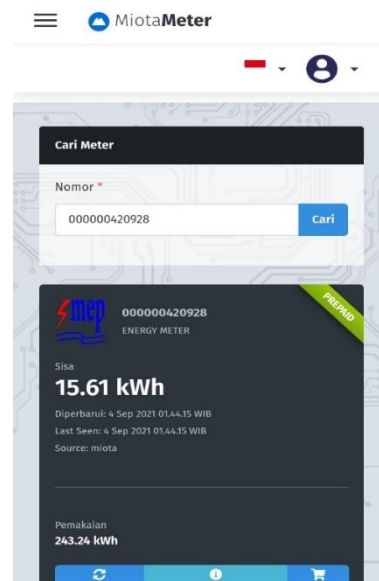 MiotaMeter
Cari Meter
Nomor *
000000420928
Cari
smep
000000420928
ENERGY METER
PREPAID
Sisa
15.61 kWh
Diperbarui: 4 Sep 2021 01.44.15 WIB
Last Seen: 4 Sep 2021 01.44.15 WIB
Source: miota
Pemakaian
243.24 kWh